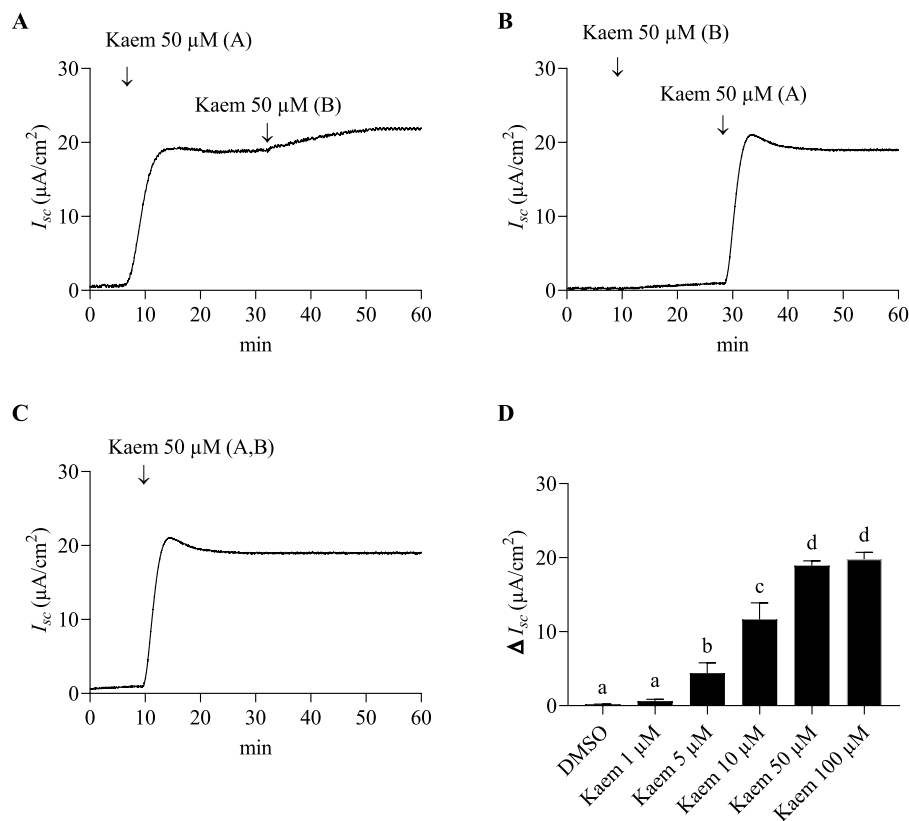 A
Kaem 50 µM (A)
Kaem 50 µM (B)
30
20
10
0
I_sc (µA/cm²)
0 10 20 30 40 50 60
min
B
Kaem 50 µM (B)
Kaem 50 µM (A)
30
20
10
0
I_sc (µA/cm²)
0 10 20 30 40 50 60
min
C
Kaem 50 µM (A,B)
30
20
10
0
I_sc (µA/cm²)
0 10 20 30 40 50 60
min
D
30
20
10
0
Δ I_sc (µA/cm²)
a a b c d d
DMSO
Kaem 1 µM
Kaem 5 µM
Kaem 10 µM
Kaem 50 µM
Kaem 100 µM